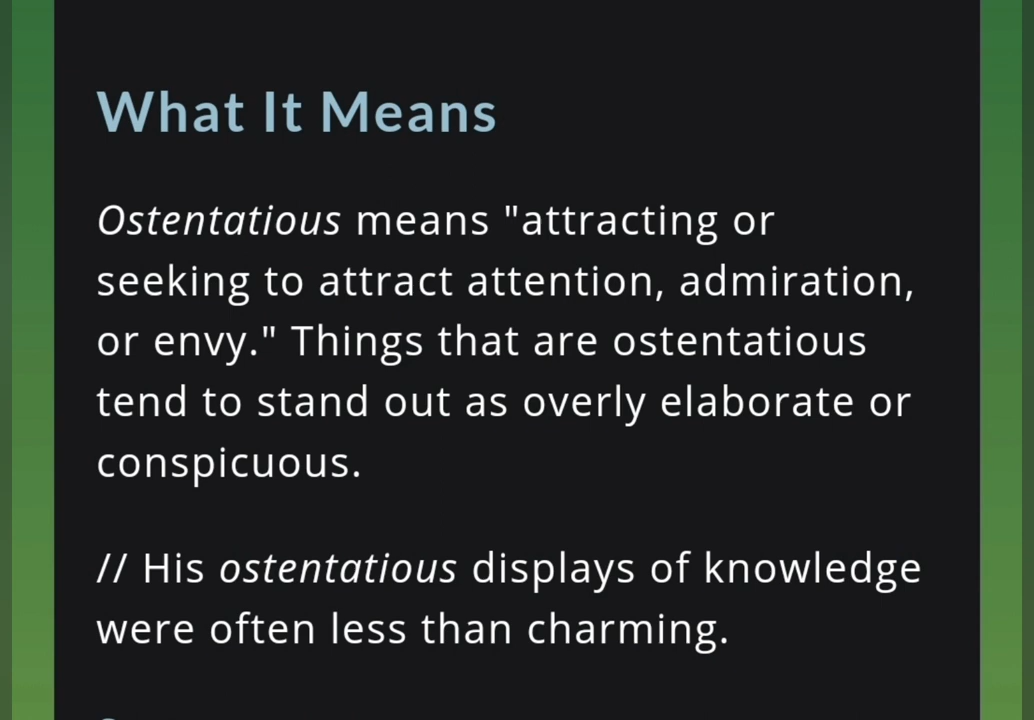 What It Means
Ostentatious means "attracting or
seeking to attract attention, admiration,
or envy." Things that are ostentatious
tend to stand out as overly elaborate or
conspicuous.
// His ostentatious displays of knowledge
were often less than charming.